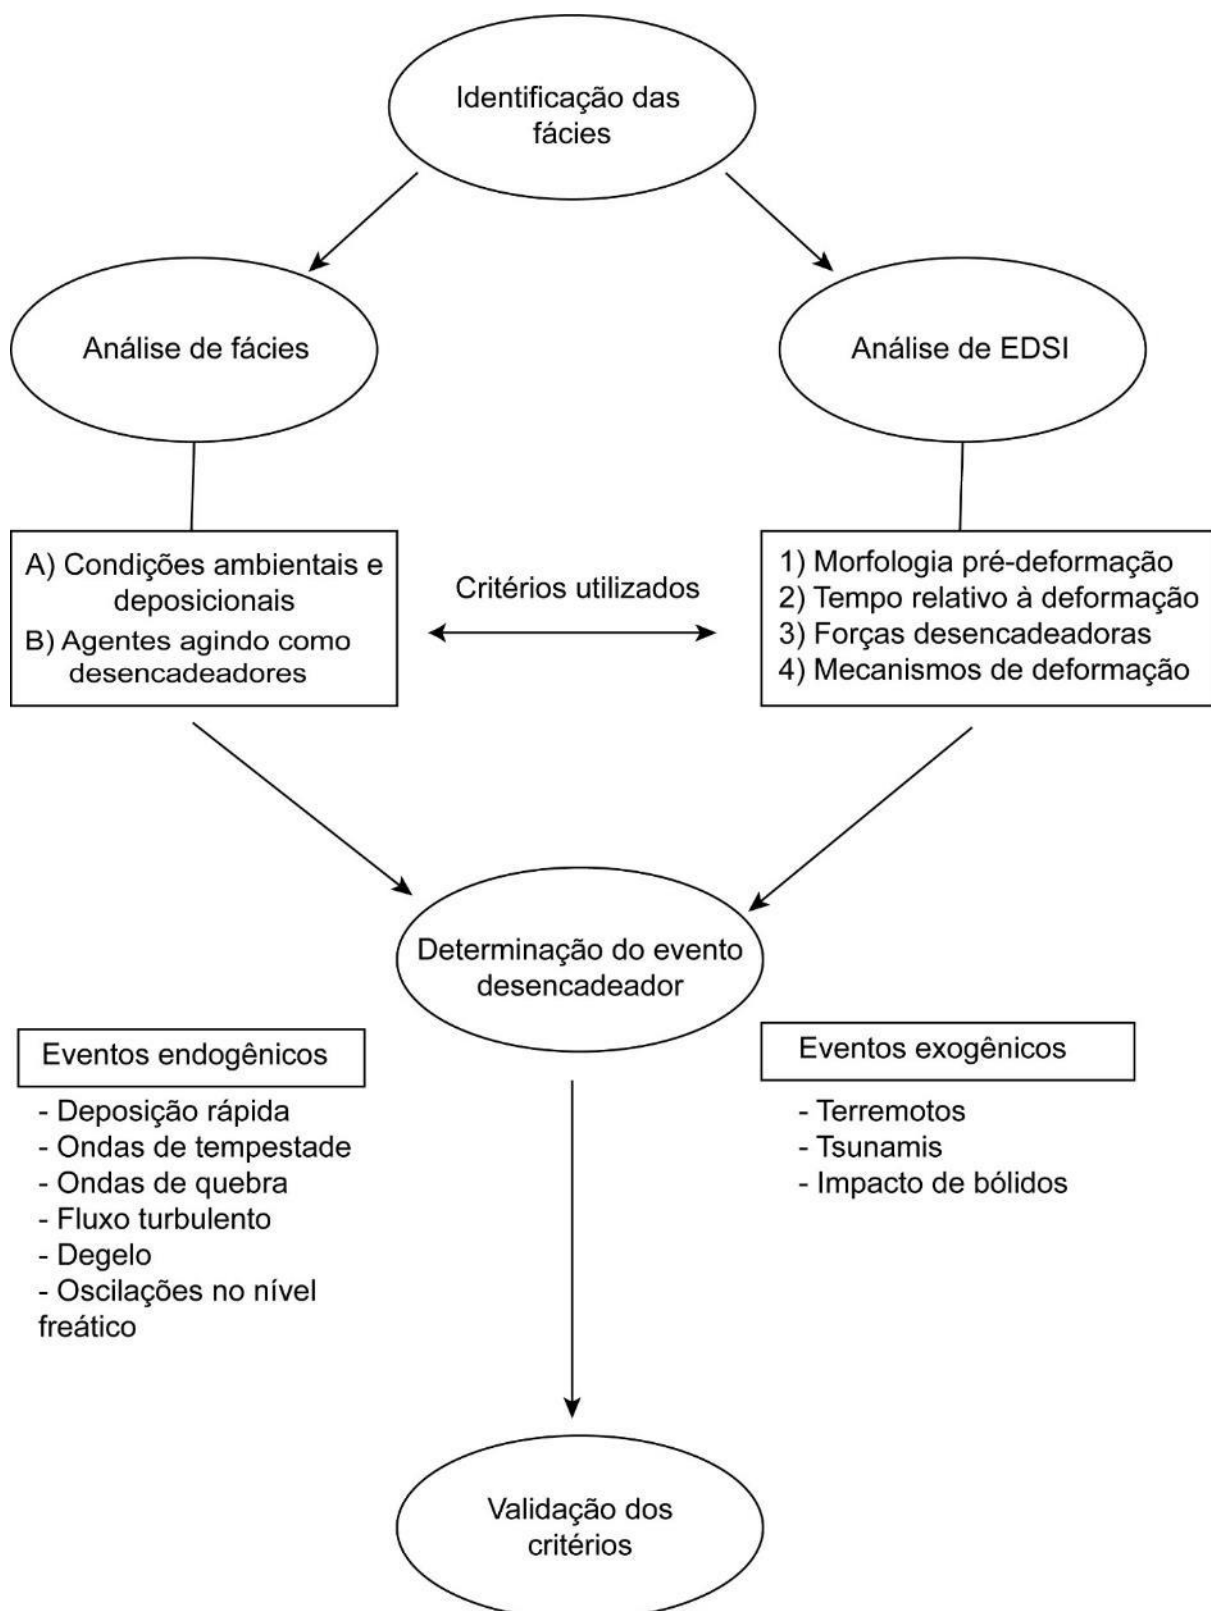 Identificação das
fácies
Análise de fácies
Análise de EDSI
A) Condições ambientais e
deposicionais
B) Agentes agindo como
desencadeadores
Critérios utilizados
1) Morfologia pré-deformação
2) Tempo relativo à deformação
3) Forças desencadeadoras
4) Mecanismos de deformação
Determinação do evento
desencadeador
Eventos endogênicos
- Deposição rápida
- Ondas de tempestade
- Ondas de quebra
- Fluxo turbulento
- Degelo
- Oscilações no nível
freático
Eventos exogênicos
- Terremotos
- Tsunamis
- Impacto de bólidos
Validação dos
critérios